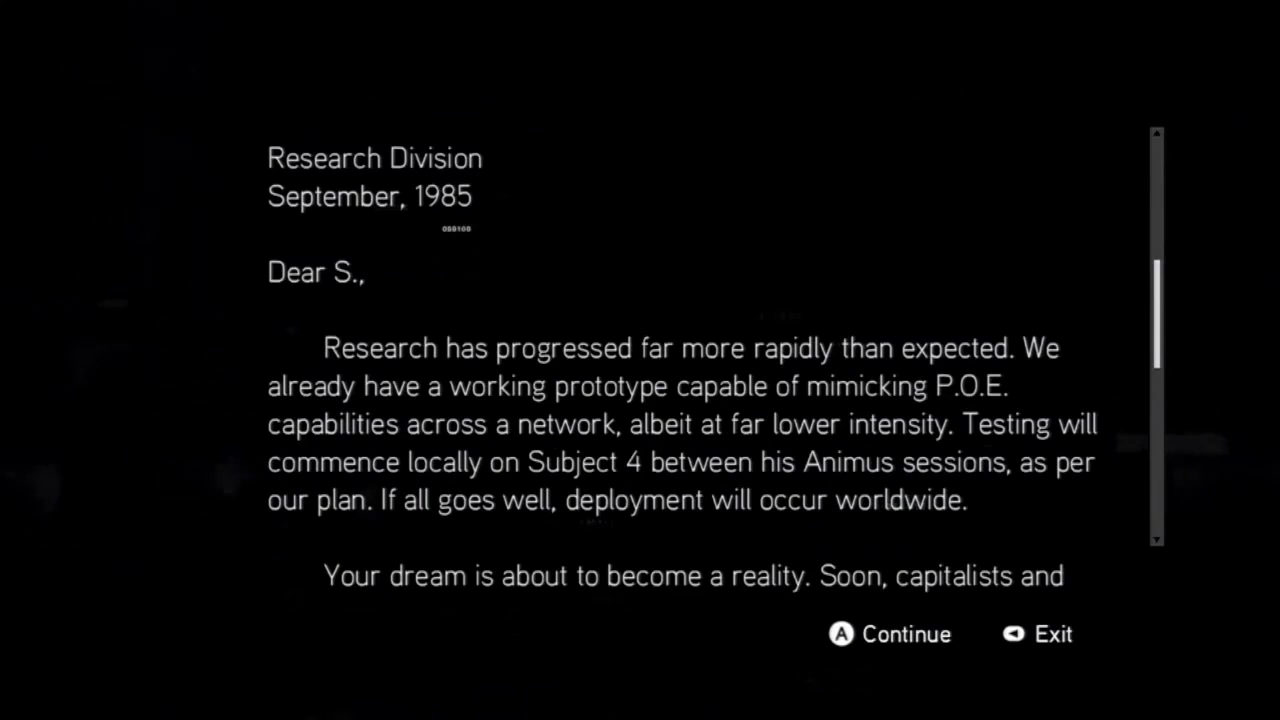 Research Division
September, 1985
Dear S.,
Research has progressed far more rapidly than expected. We
already have a working prototype capable of mimicking P.O.E.
capabilities across a network, albeit at far lower intensity. Testing will
commence locally on Subject 4 between his Animus sessions, as per
our plan. If all goes well, deployment will occur worldwide.
Your dream is about to become a reality. Soon, capitalists and
A Continue
Exit